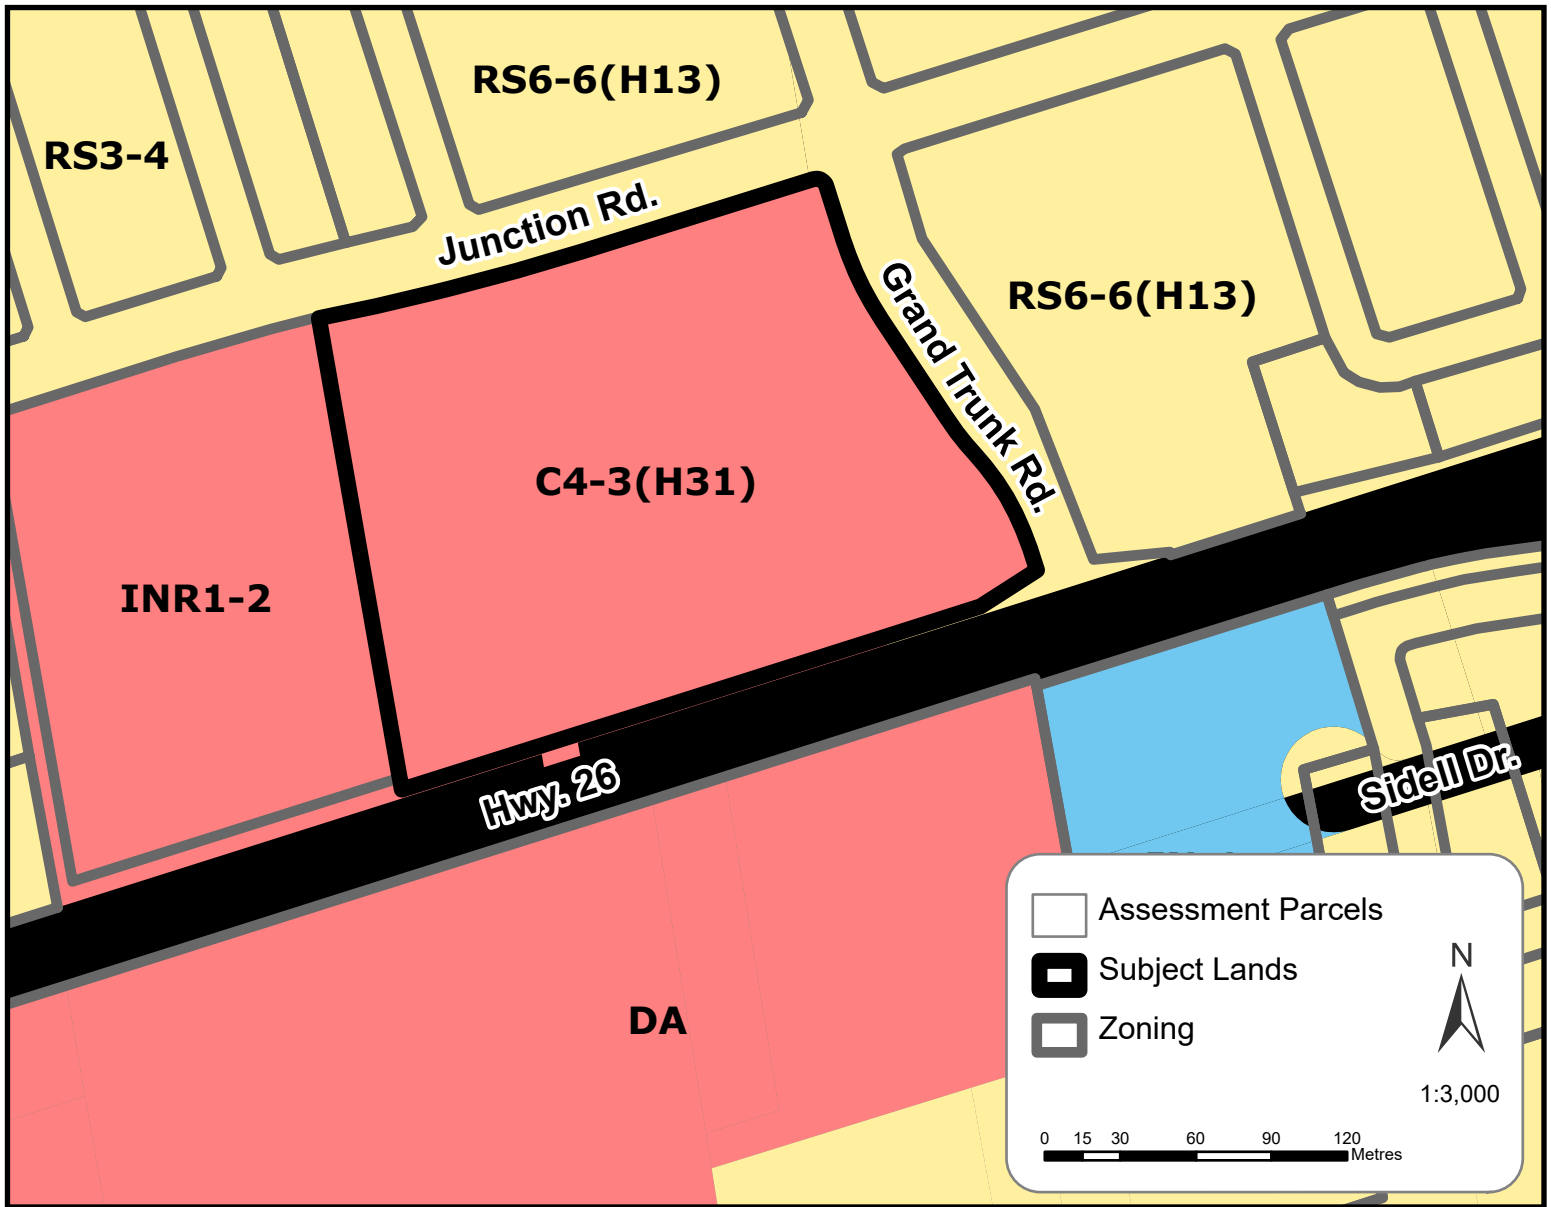 RS6-6(H13)
RS3-4
Junction Rd.
Grand Trunk Rd.
RS6-6(H13)
C4-3(H31)
INR1-2
Hwy. 26
Sidell Dr.
DA
Assessment Parcels
Subject Lands
Zoning
N
1:3,000
0 15 30 60 90 120
Metres